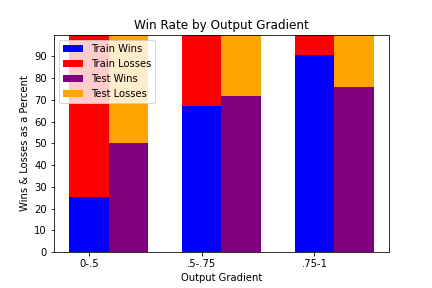 Win Rate by Output Gradient
Train Wins
Train Losses
Test Wins
Test Losses
Wins & Losses as a Percent
90
80
70
60
50
40
30
20
10
0
0-.5
.5-.75
.75-1
Output Gradient